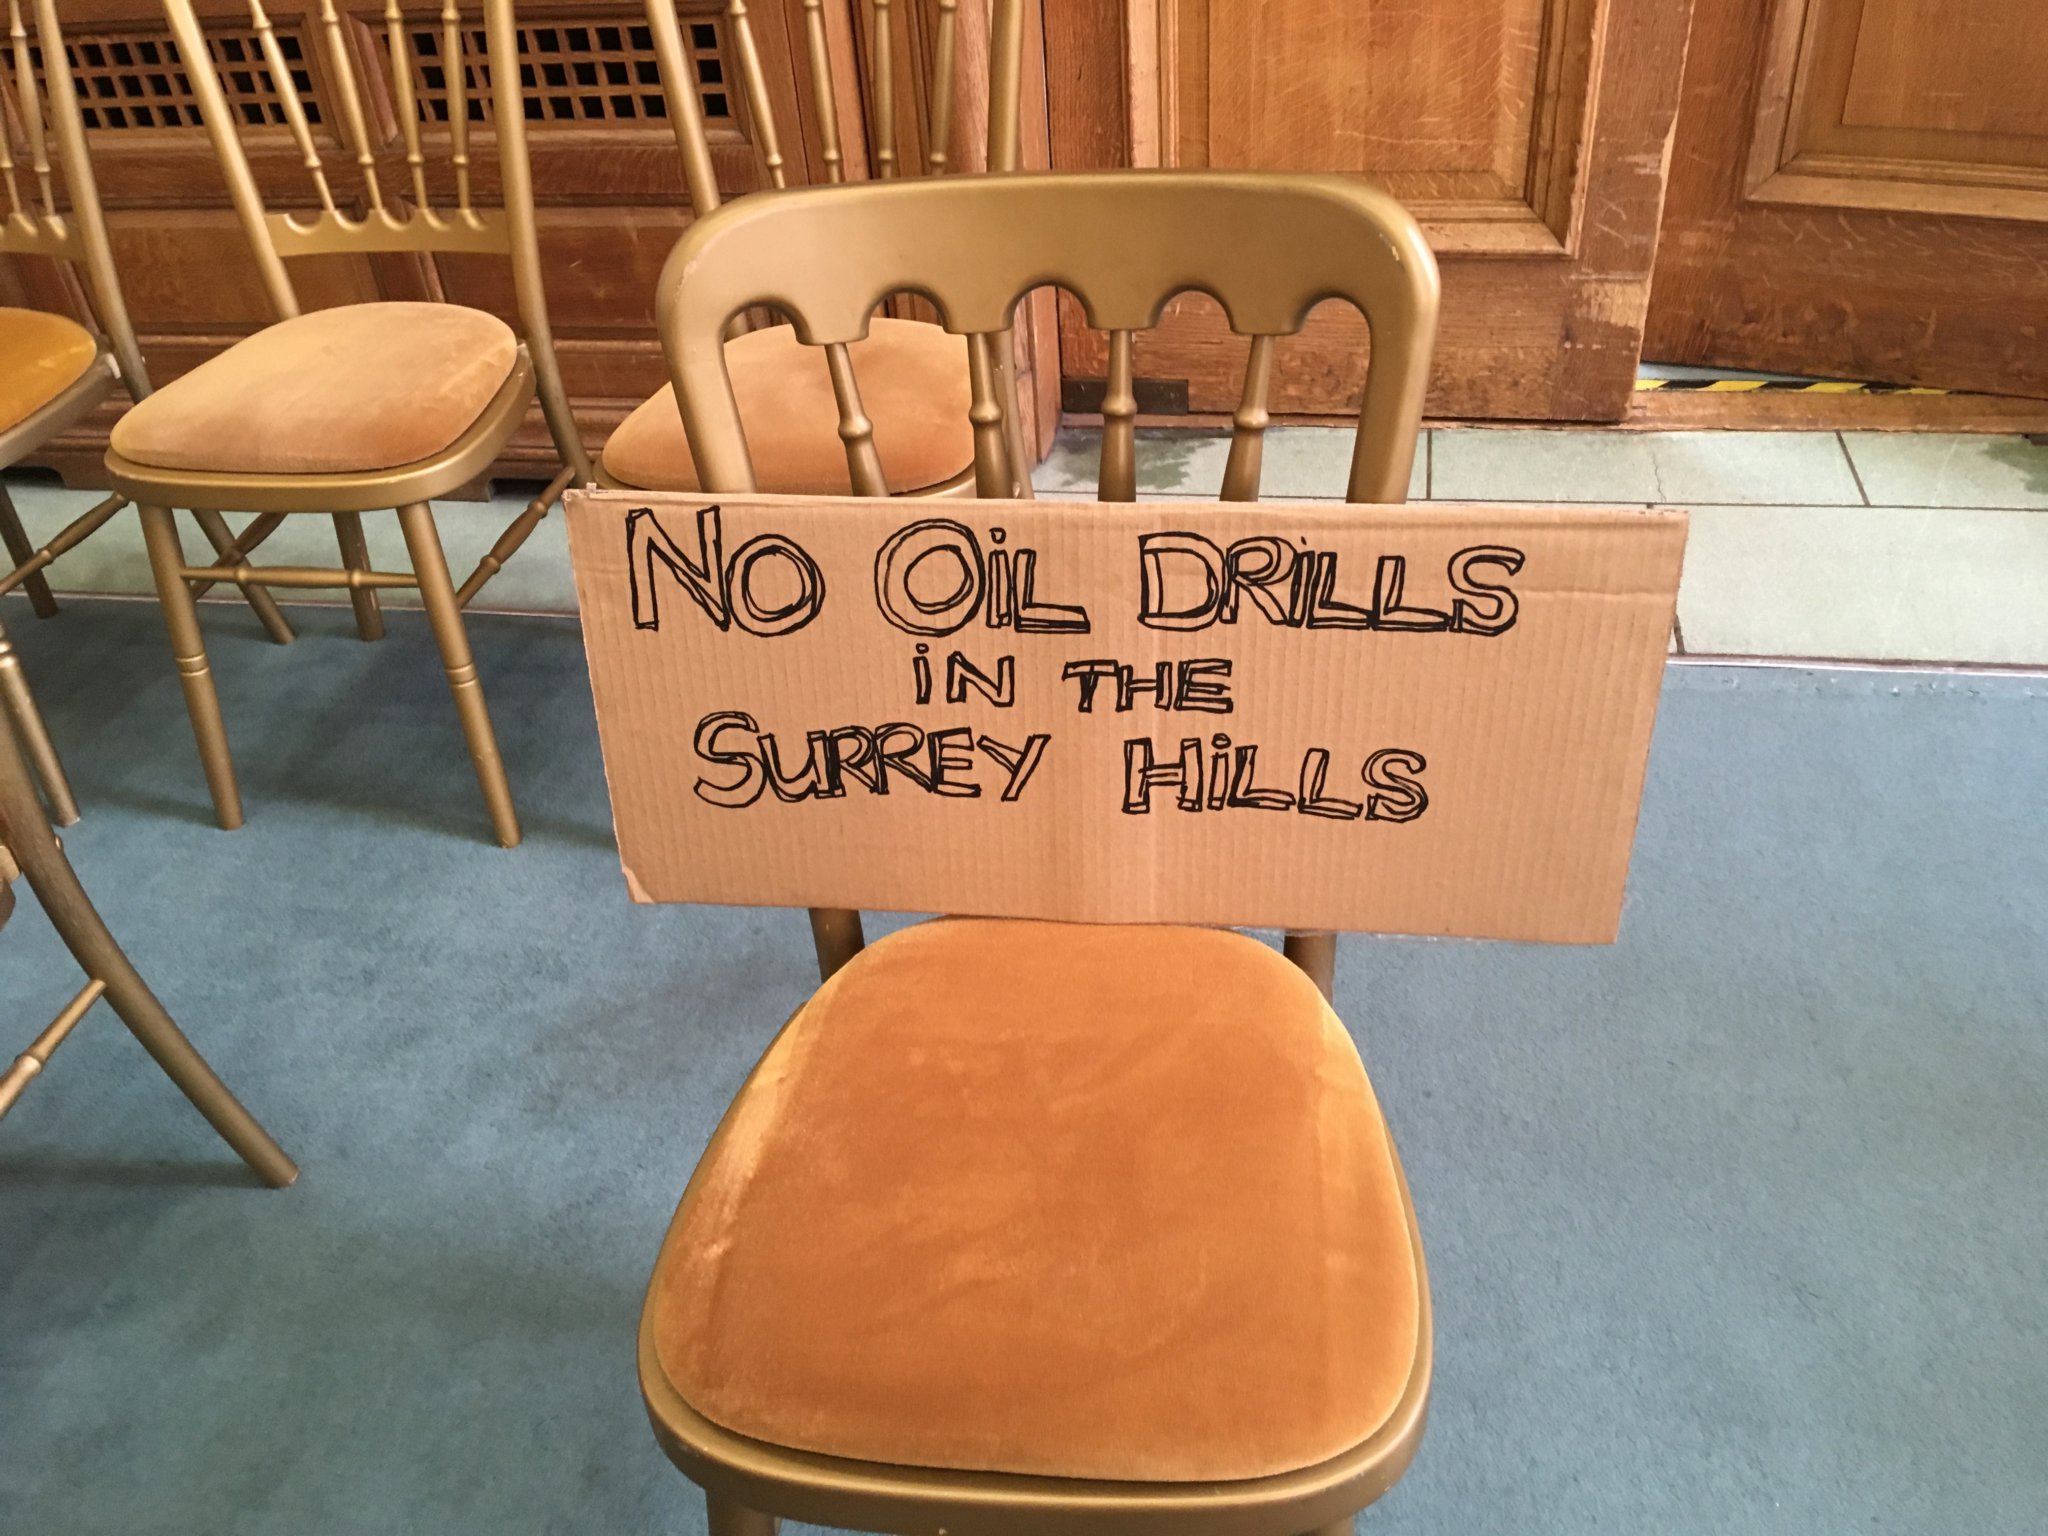 No Oil Drills
in the
Surrey Hills